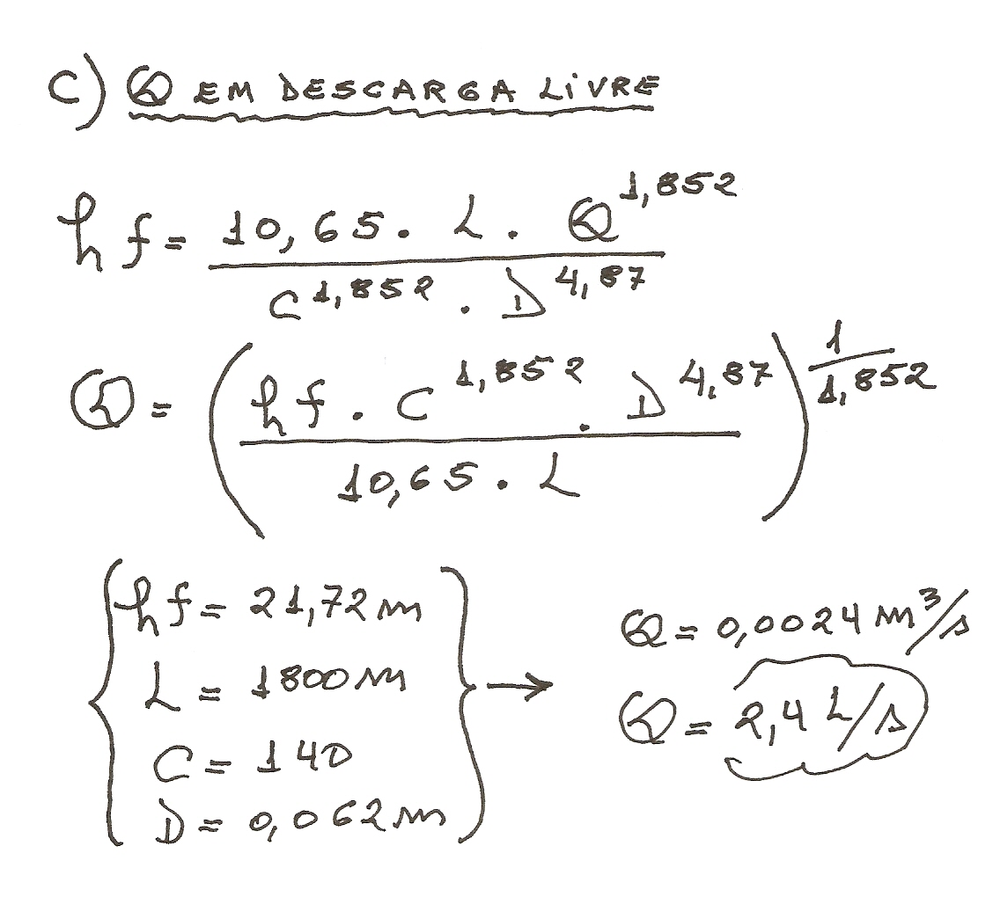 C) Q EM DESCARGA LIVRE
hf = 10,65 . L . Q^1,852 / C^1,852 . D^4,87
Q = (hf . C^1,852 . D^4,87 / 10,65 . L)^1/1,852
hf = 21,72 m
L = 1800 m
C = 140
D = 0,062 m
→
Q = 0,0024 m³/s
Q = 2,4 L/s